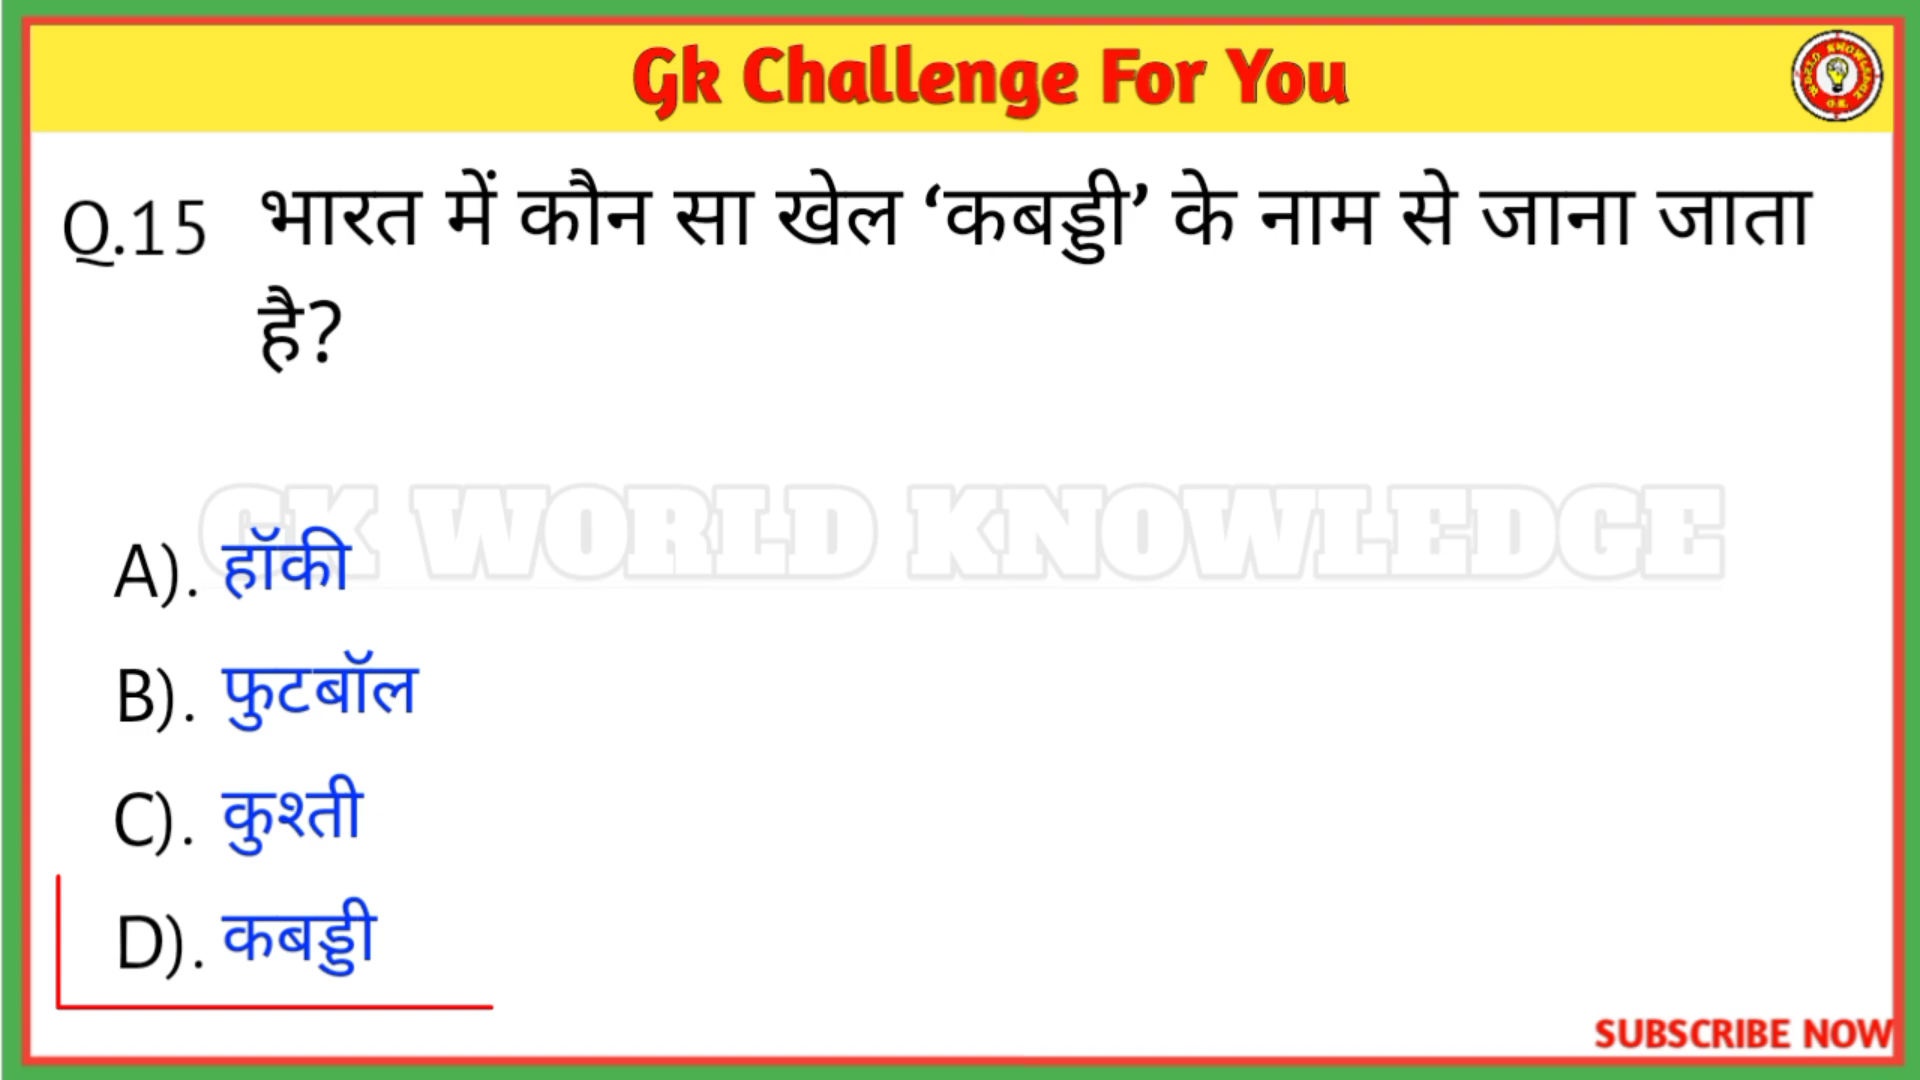 Gk Challenge For You
Q.15 भारत में कौन सा खेल ‘कबड्डी’ के नाम से जाना जाता
है?
GK WORLD KNOWLEDGE
A). हॉकी
B). फुटबॉल
C). कुश्ती
D). कबड्डी
SUBSCRIBE NOW